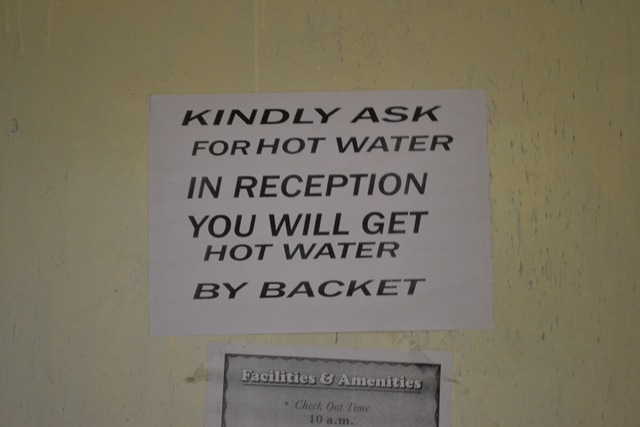 KINDLY ASK
FOR HOT WATER
IN RECEPTION
YOU WILL GET
HOT WATER
BY BACKET
Facilities & Amenities
* Check Out Time
10 a.m.